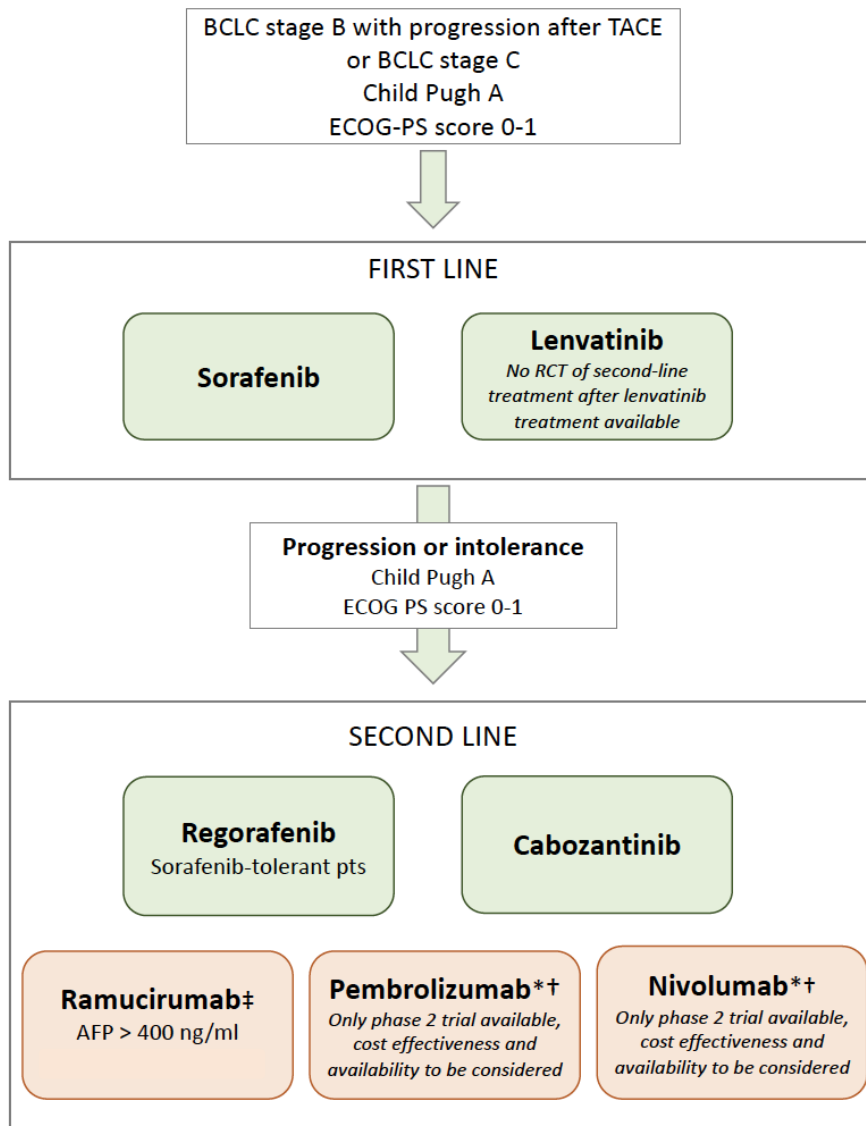 BCLC stage B with progression after TACE
or BCLC stage C
Child Pugh A
ECOG-PS score 0-1
FIRST LINE
Sorafenib
Lenvatinib
No RCT of second-line
treatment after lenvatinib
treatment available
Progression or intolerance
Child Pugh A
ECOG PS score 0-1
SECOND LINE
Regorafenib
Sorafenib-tolerant pts
Cabozantinib
Ramucirumab‡
AFP > 400 ng/ml
Pembrolizumab*†
Only phase 2 trial available,
cost effectiveness and
availability to be considered
Nivolumab*†
Only phase 2 trial available,
cost effectiveness and
availability to be considered